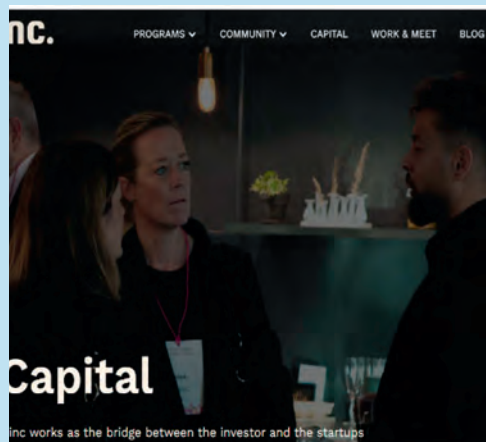 nc.
PROGRAMS COMMUNITY CAPITAL WORK & MEET BLOG
Capital
inc works as the bridge between the investor and the startups